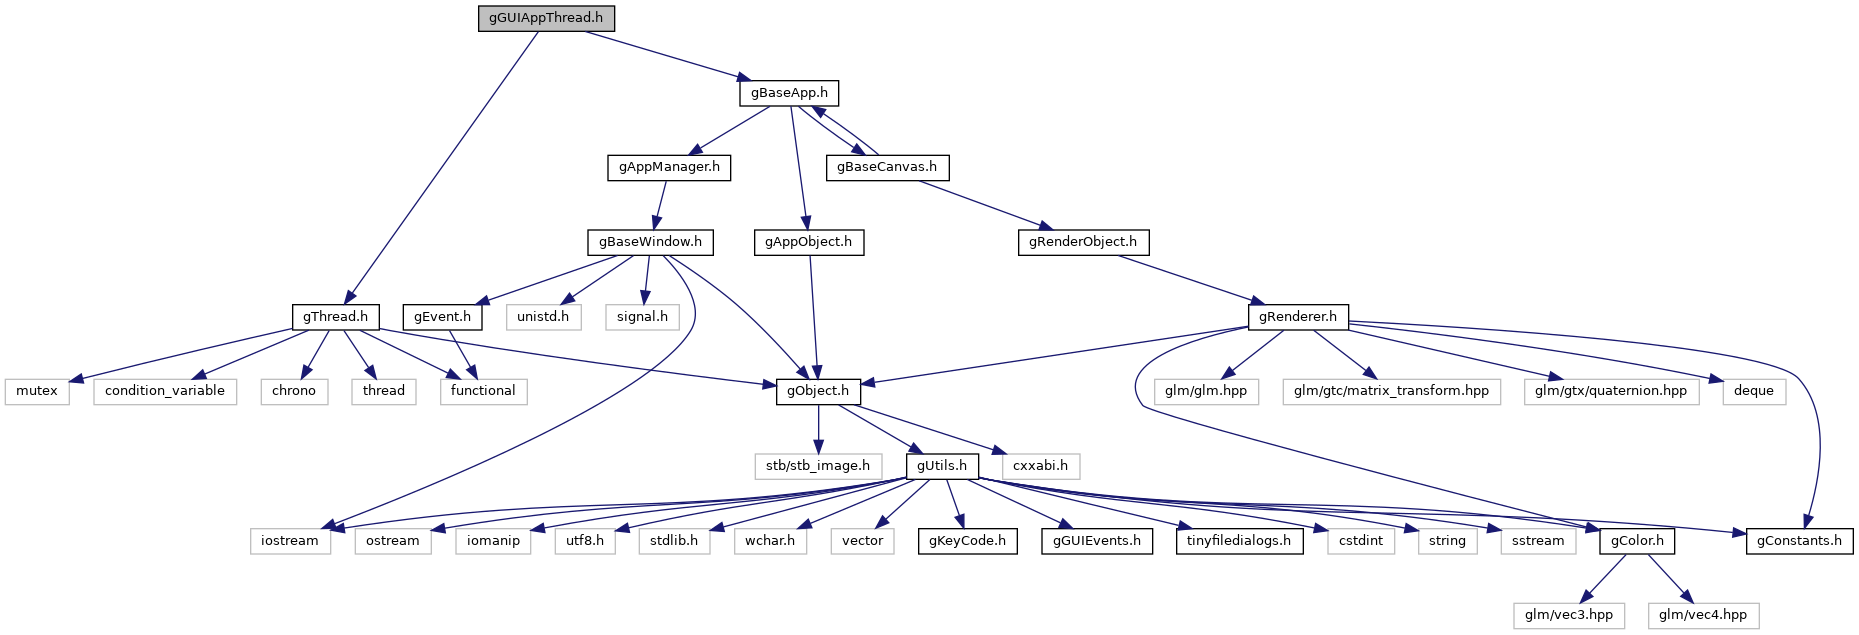 gGUIAppThread.h
gBaseApp.h
gAppManager.h
gBaseCanvas.h
gBaseWindow.h
gAppObject.h
gRenderObject.h
gThread.h
gEvent.h
unistd.h
signal.h
gRenderer.h
mutex
condition_variable
chrono
thread
functional
gObject.h
glm/glm.hpp
glm/gtc/matrix_transform.hpp
glm/gtx/quaternion.hpp
deque
stb/stb_image.h
gUtils.h
cxxabi.h
iostream
ostream
iomanip
utf8.h
stdlib.h
wchar.h
vector
gKeyCode.h
gGUIEvents.h
tinyfiledialogs.h
cstdint
string
sstream
gColor.h
gConstants.h
glm/vec3.hpp
glm/vec4.hpp